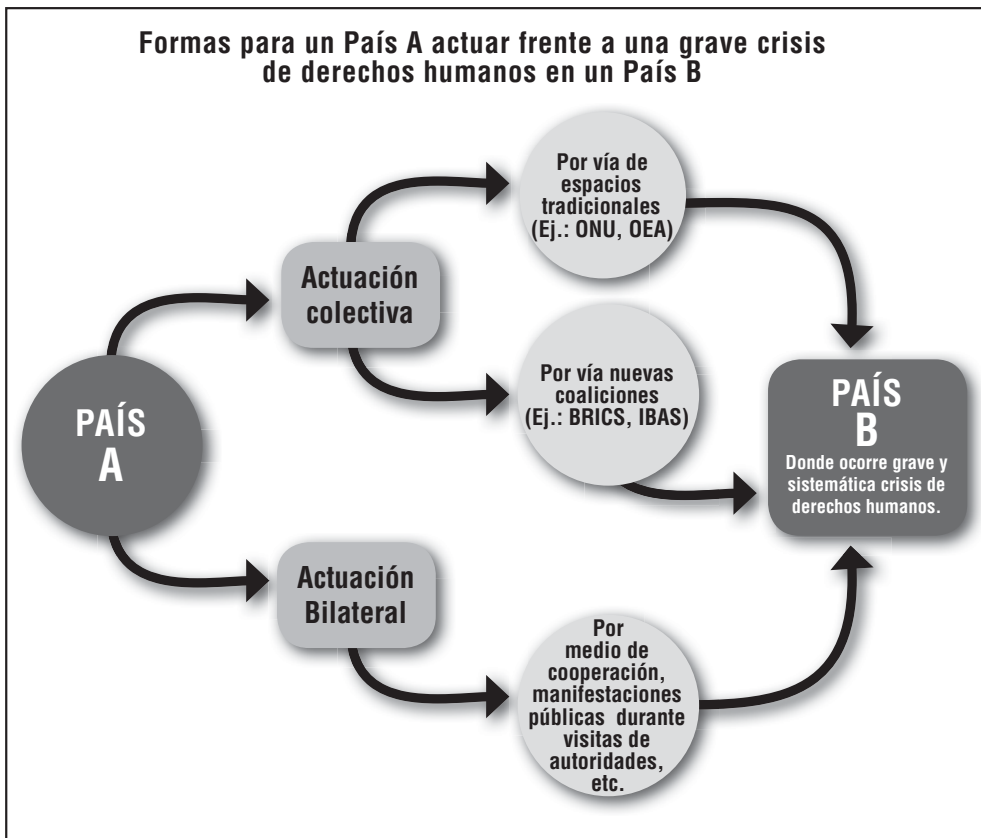 Formas para un País A actuar frente a una grave crisis
de derechos humanos en un País B
Por vía de
espacios
tradicionales
(Ej.: ONU, OEA)
Actuación
colectiva
Por vía nuevas
coaliciones
(Ej.: BRICS, IBAS)
PAÍS
A
PAÍS
B
Donde ocorre grave y
sistemática crisis de
derechos humanos.
Actuación
Bilateral
Por
medio de
cooperación,
manifestaciones
públicas durante
visitas de
autoridades,
etc.